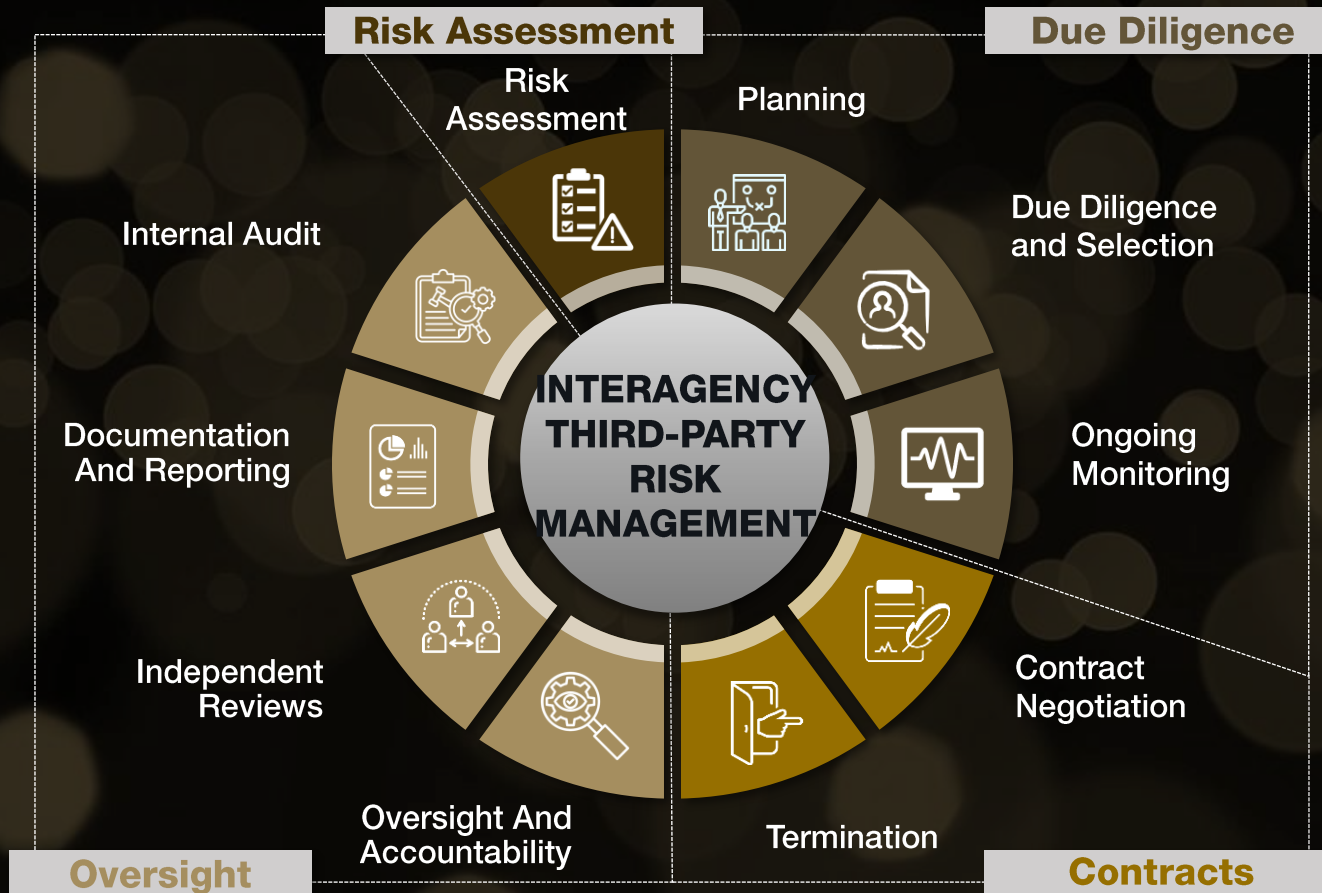 Risk Assessment
Due Diligence
Risk
Assessment
Planning
Due Diligence
and Selection
Internal Audit
INTERAGENCY
THIRD-PARTY
RISK
MANAGEMENT
Documentation
And Reporting
Ongoing
Monitoring
Independent
Reviews
Contract
Negotiation
Oversight And
Accountability
Termination
Oversight
Contracts